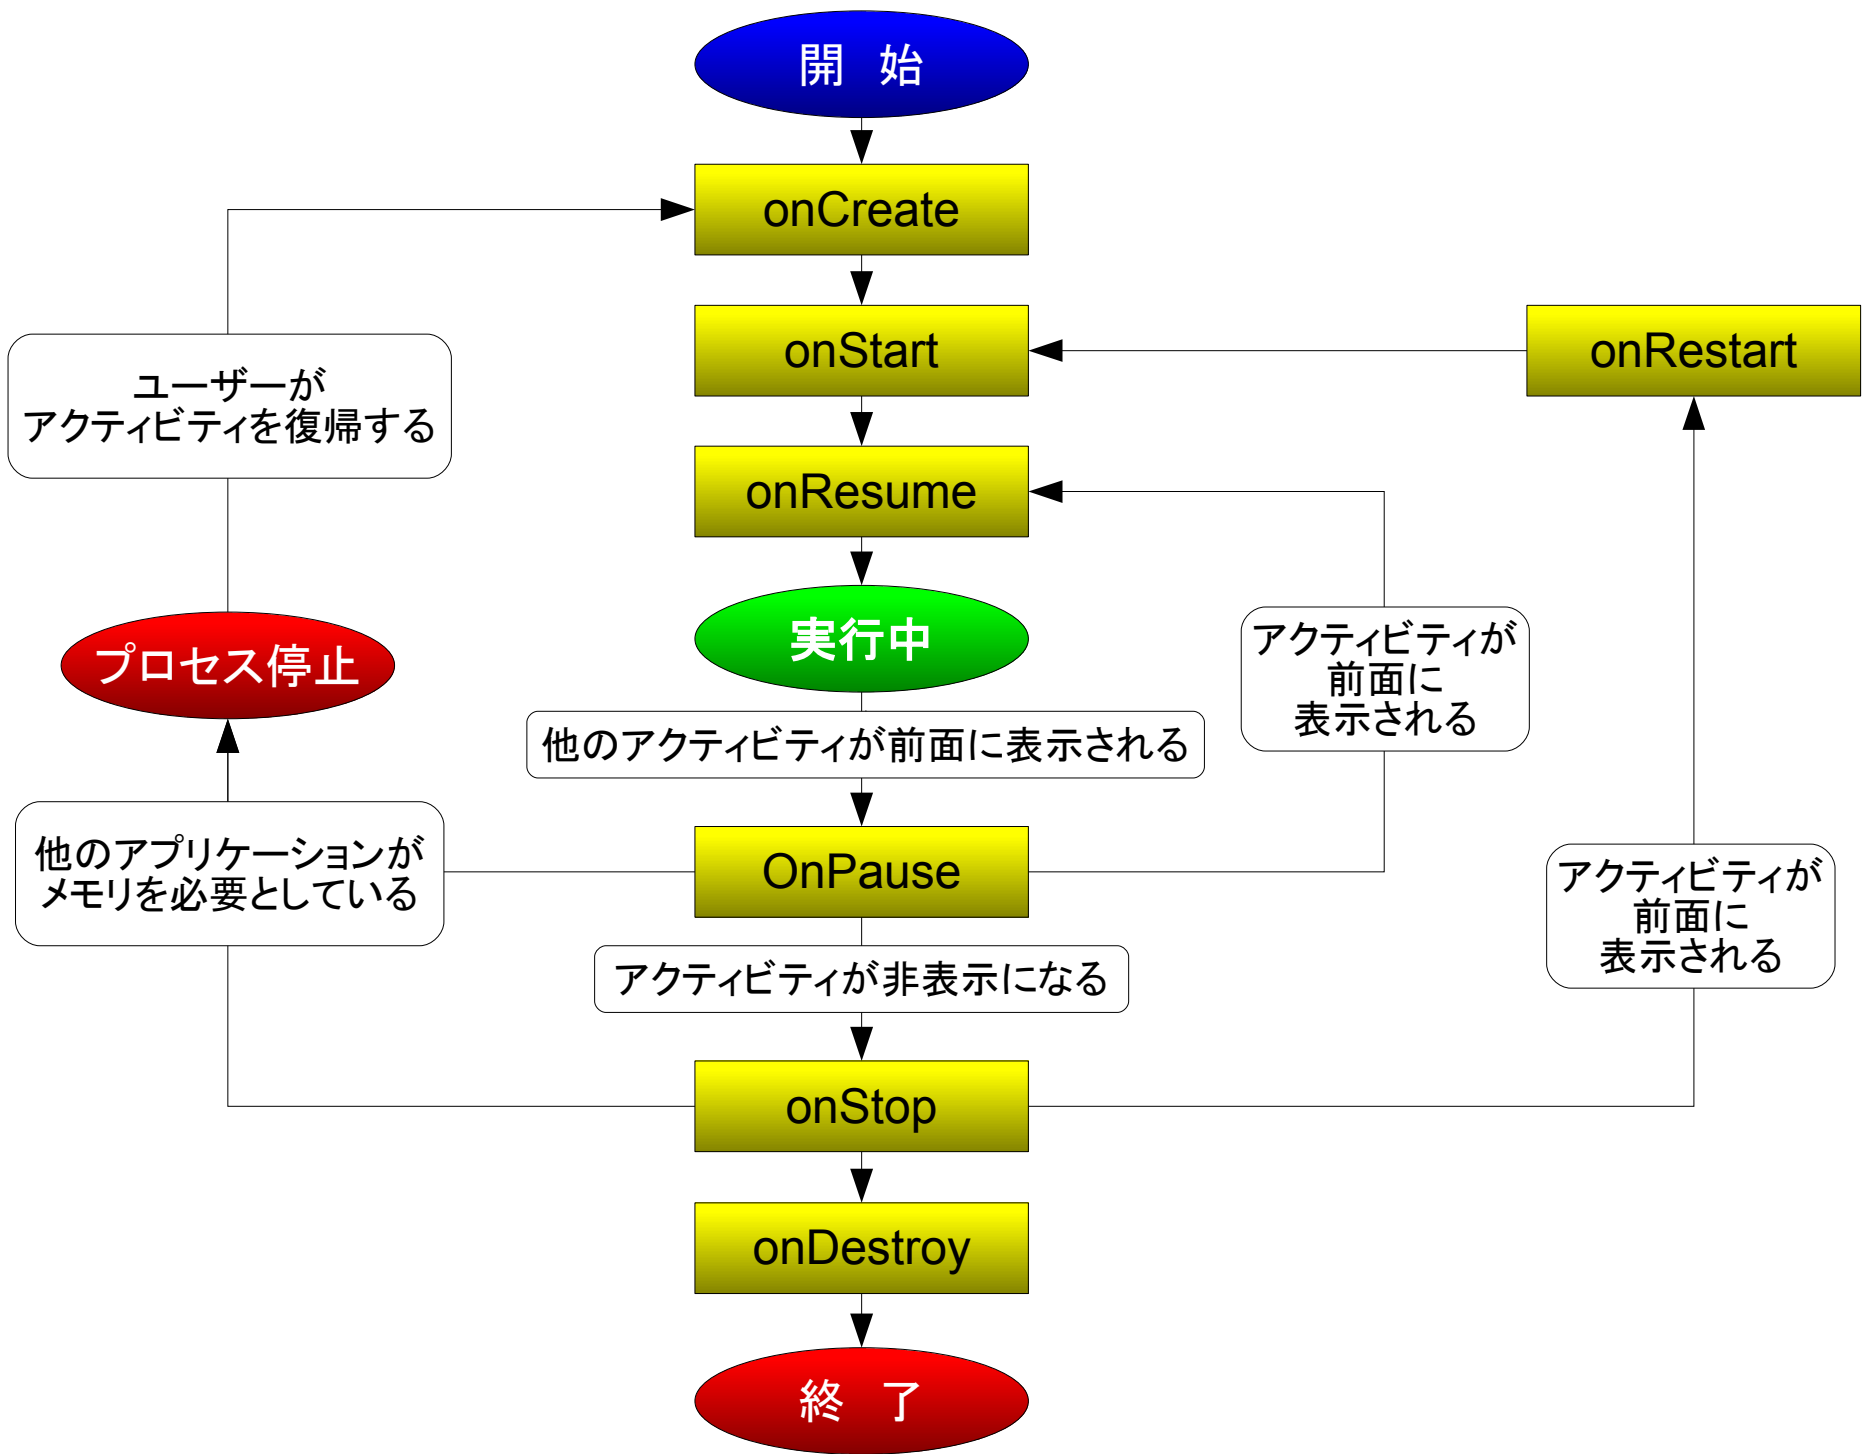 開　始
onCreate
onStart
onRestart
ユーザーが
アクティビティを復帰する
onResume
実行中
プロセス停止
アクティビティが
前面に
表示される
他のアクティビティが前面に表示される
他のアプリケーションが
メモリを必要としている
OnPause
アクティビティが
前面に
表示される
アクティビティが非表示になる
onStop
onDestroy
終　了